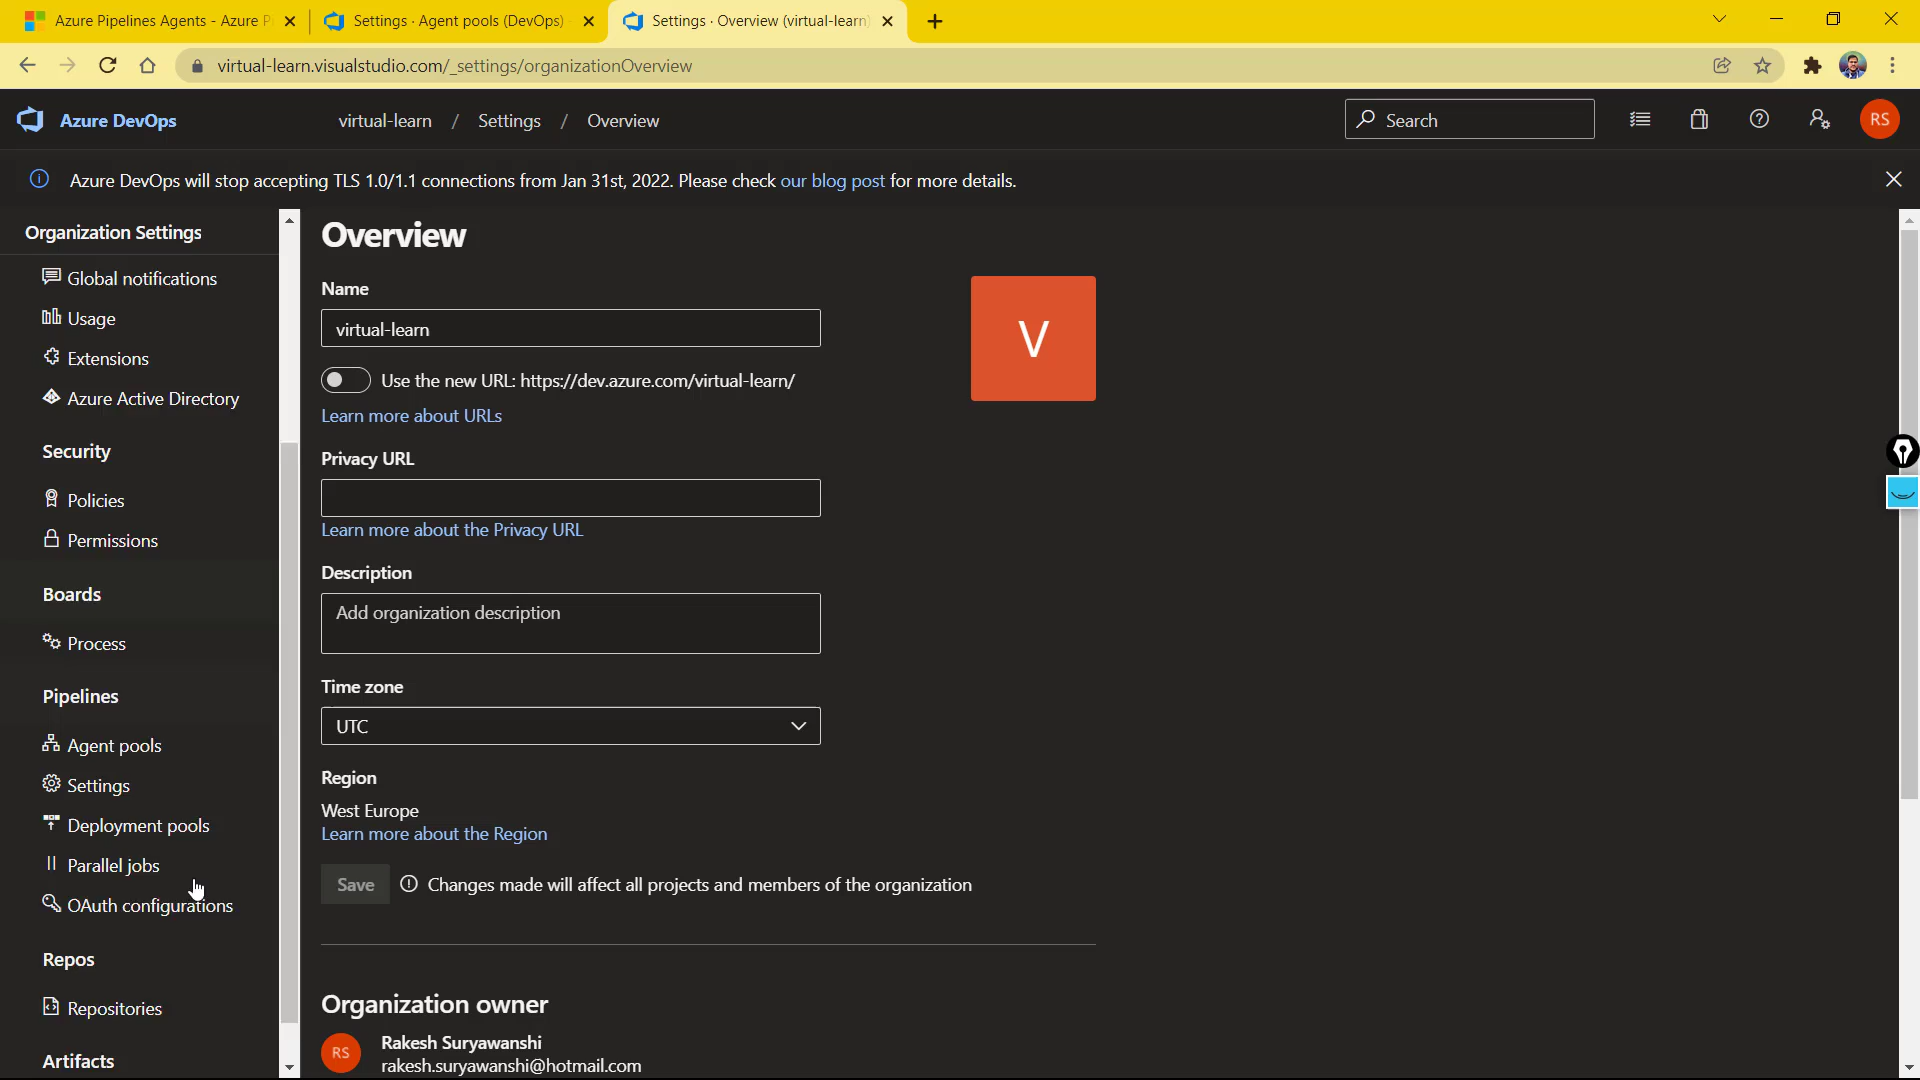 Azure Pipelines Agents - Azure P
Settings · Agent pools (DevOps)
Settings · Overview (virtual-learn)
virtual-learn.visualstudio.com/_settings/organizationOverview
Azure DevOps
virtual-learn / Settings / Overview
Search
RS
Azure DevOps will stop accepting TLS 1.0/1.1 connections from Jan 31st, 2022. Please check our blog post for more details.
Organization Settings
Global notifications
Usage
Extensions
Azure Active Directory
Security
Policies
Permissions
Boards
Process
Pipelines
Agent pools
Settings
Deployment pools
Parallel jobs
OAuth configurations
Repos
Repositories
Artifacts
Overview
Name
virtual-learn
V
Use the new URL: https://dev.azure.com/virtual-learn/
Learn more about URLs
Privacy URL
Learn more about the Privacy URL
Description
Add organization description
Time zone
UTC
Region
West Europe
Learn more about the Region
Save
Changes made will affect all projects and members of the organization
Organization owner
RS
Rakesh Suryawanshi
rakesh.suryawanshi@hotmail.com